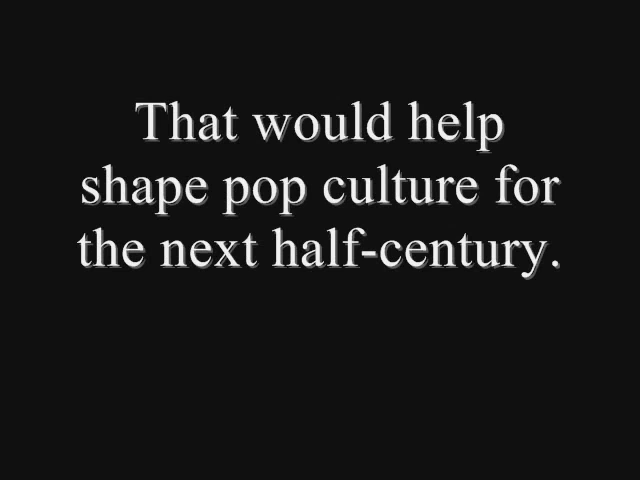 That would help
shape pop culture for
the next half-century.